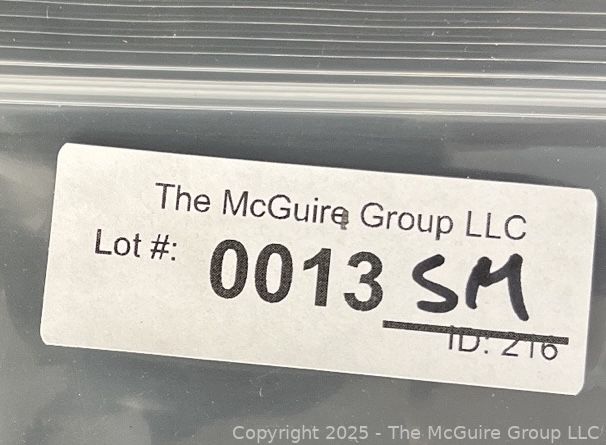 The McGuire Group LLC
Lot #: 0013 SM
ID: 216
Copyright 2025 - The McGuire Group LLC